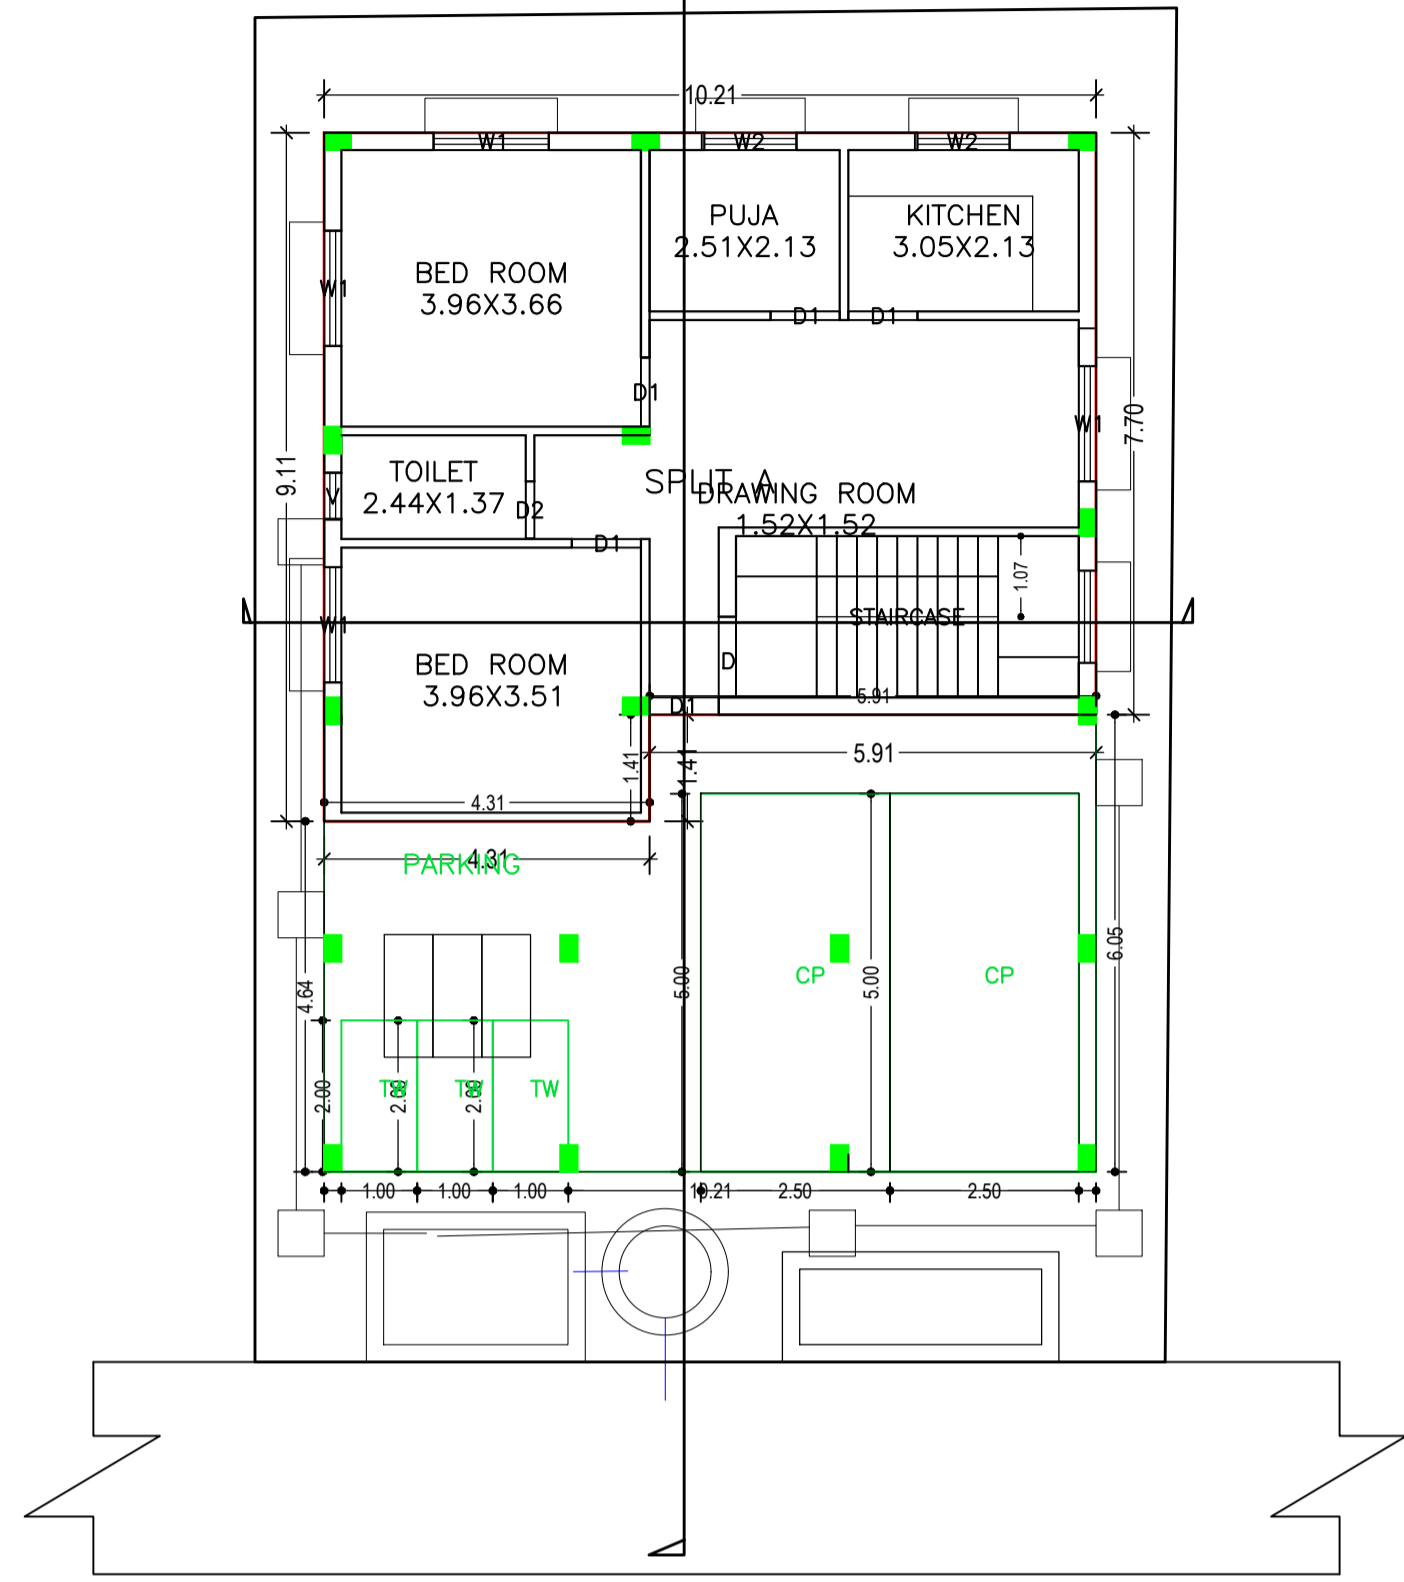 10.21
W1
W2
W2
PUJA
2.51X2.13
KITCHEN
3.05X2.13
BED ROOM
3.96X3.66
W1
D1
D1
D1
W1
7.70
9.11
TOILET
2.44X1.37
V
D2
SPLIT A
DRAWING ROOM
1.52X1.52
D1
1.07
STAIRCASE
W1
BED ROOM
3.96X3.51
D
D1
5.91
1.41
1.41
5.91
4.31
4.31
PARKING
4.64
5.00
CP
5.00
CP
6.05
2.00
TW
TW
TW
1.00
1.00
1.00
10.21
2.50
2.50